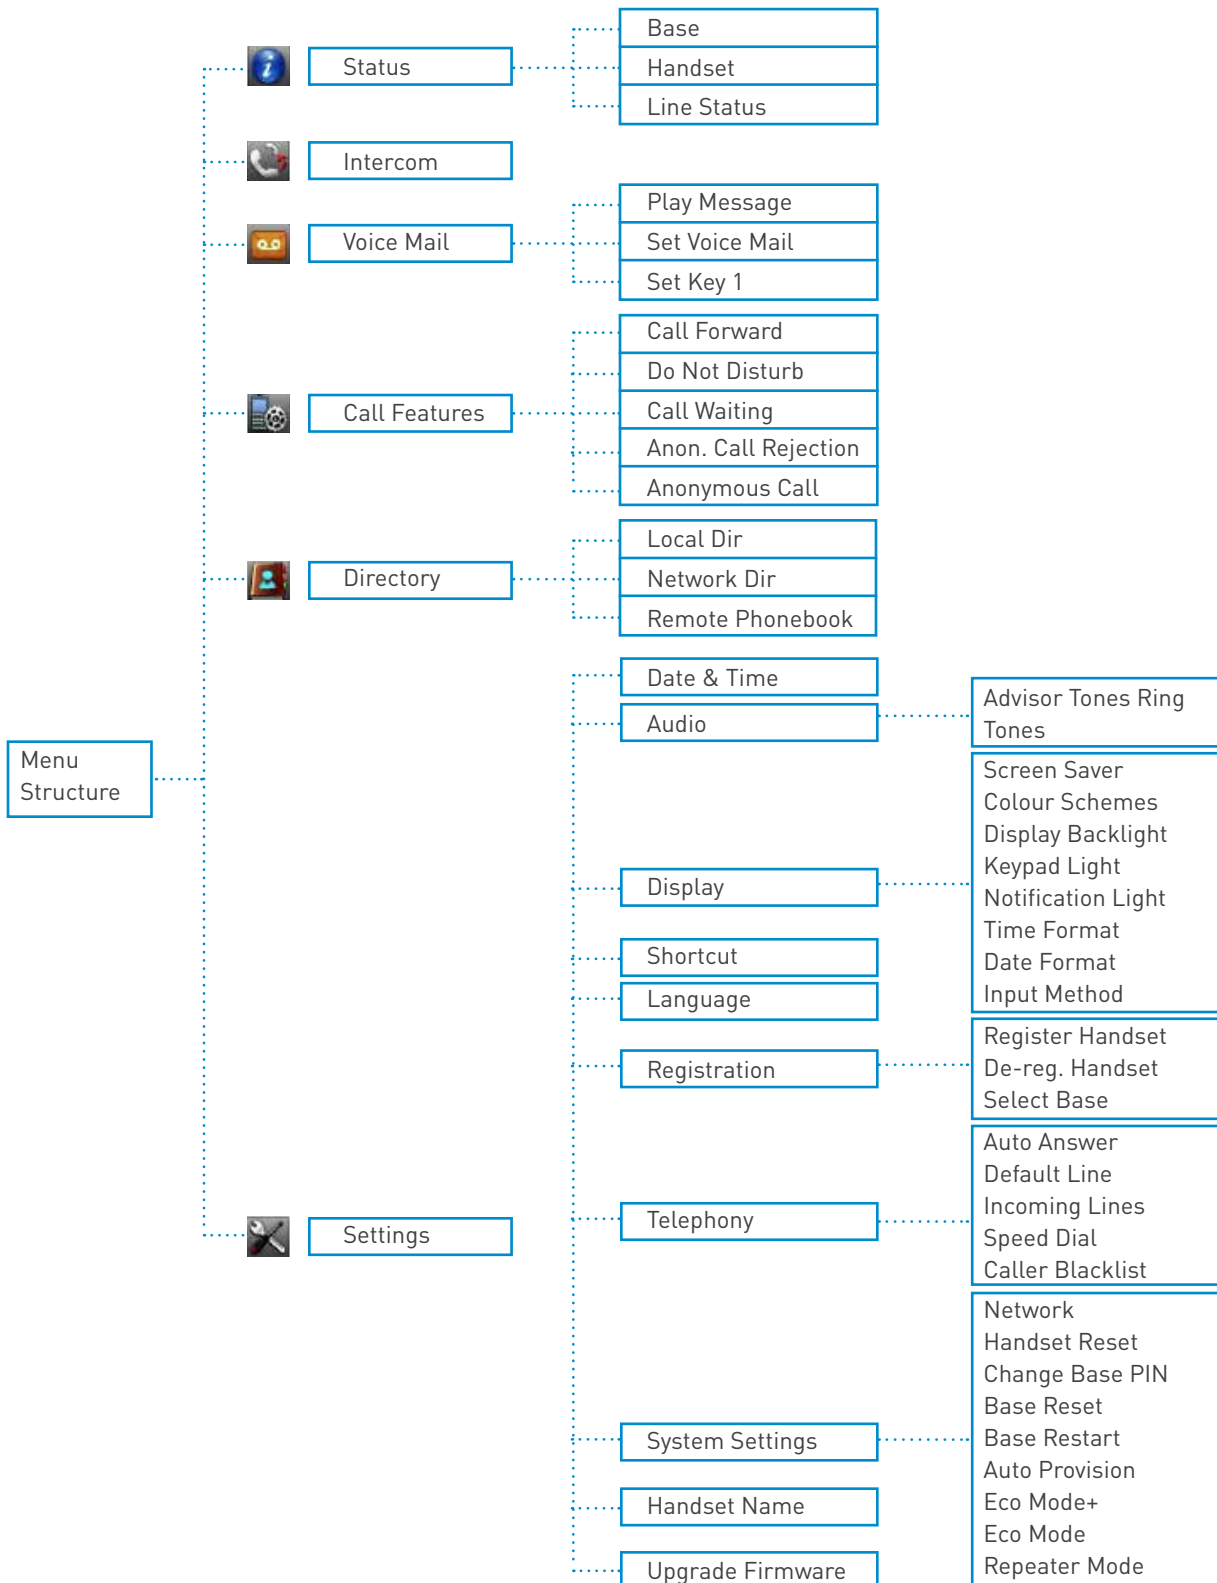 Menu
Structure
Status
Base
Handset
Line Status
Intercom
Voice Mail
Play Message
Set Voice Mail
Set Key 1
Call Features
Call Forward
Do Not Disturb
Call Waiting
Anon. Call Rejection
Anonymous Call
Directory
Local Dir
Network Dir
Remote Phonebook
Settings
Date & Time
Audio
Advisor Tones Ring
Tones
Display
Screen Saver
Colour Schemes
Display Backlight
Keypad Light
Notification Light
Time Format
Date Format
Input Method
Shortcut
Language
Registration
Register Handset
De-reg. Handset
Select Base
Telephony
Auto Answer
Default Line
Incoming Lines
Speed Dial
Caller Blacklist
System Settings
Network
Handset Reset
Change Base PIN
Base Reset
Base Restart
Auto Provision
Eco Mode+
Eco Mode
Repeater Mode
Handset Name
Upgrade Firmware